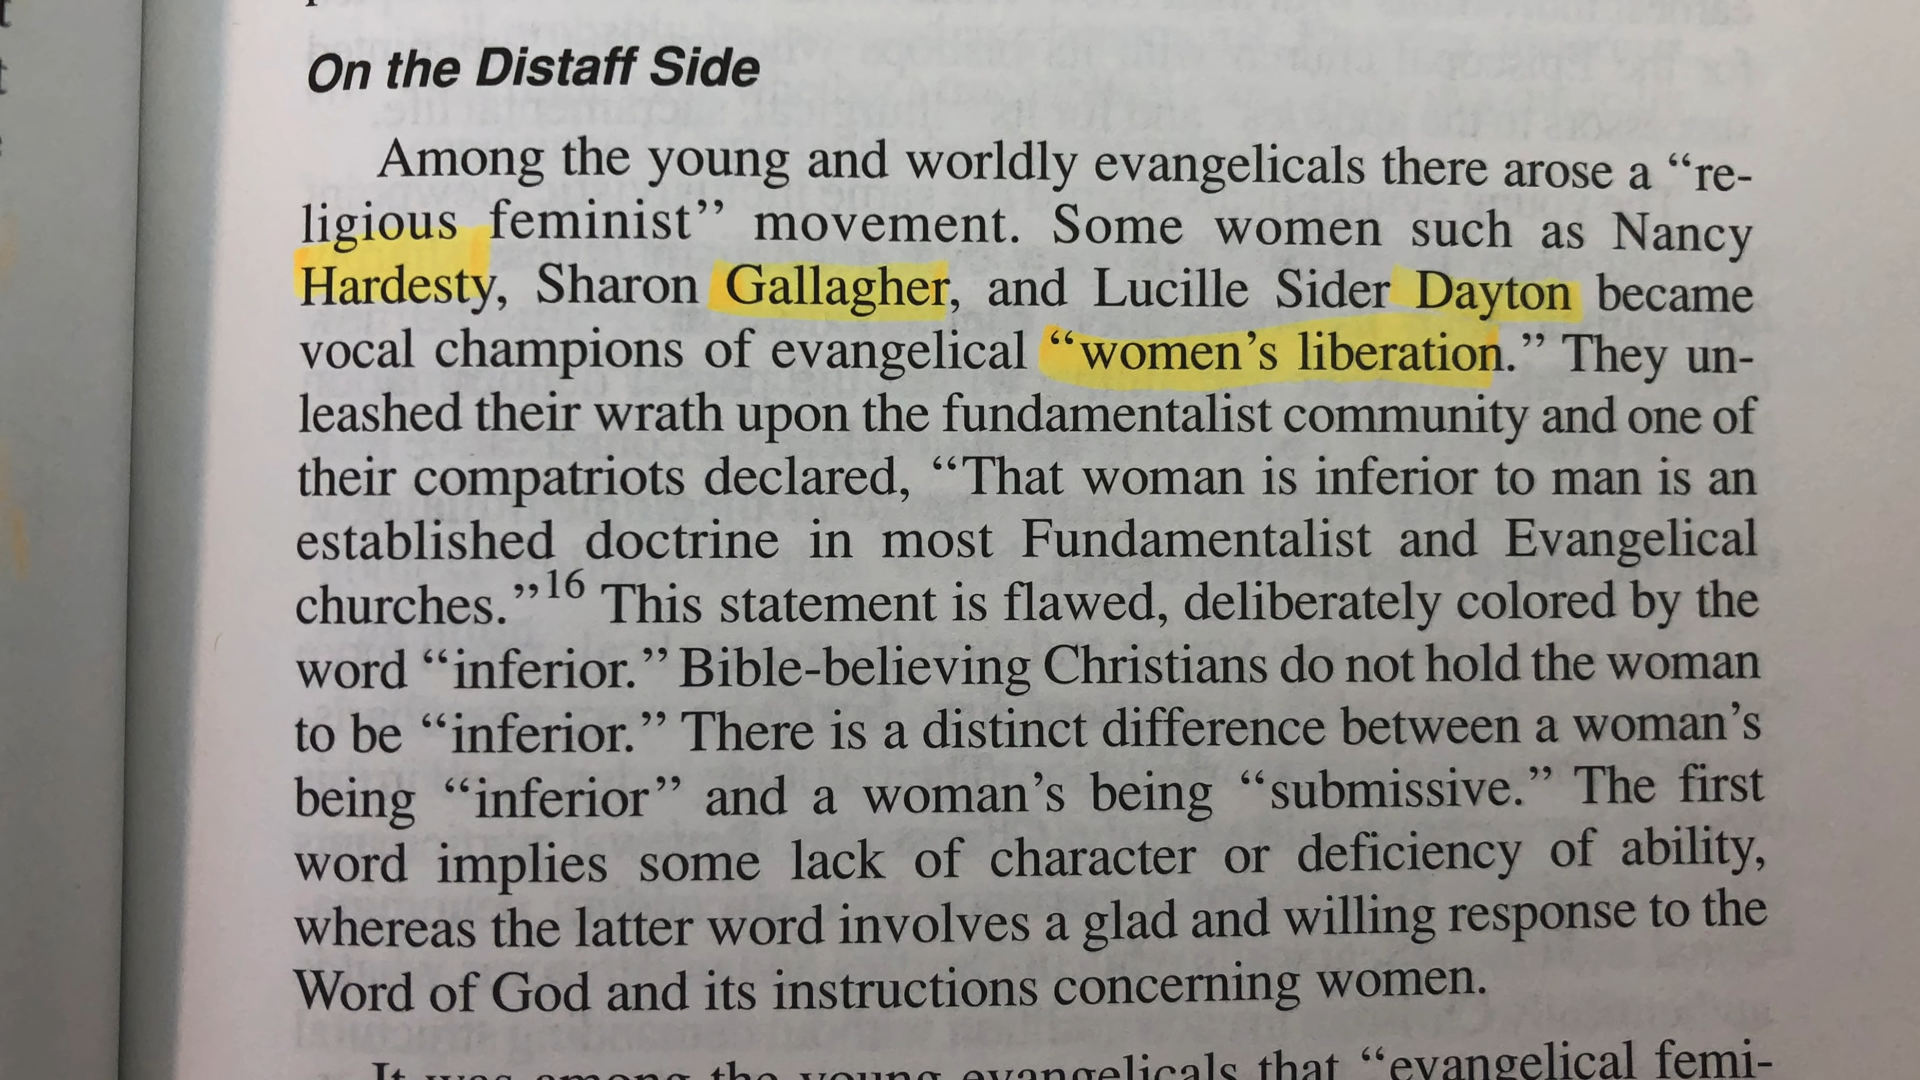 On the Distaff Side
Among the young and worldly evangelicals there arose a “re-
ligious feminist” movement. Some women such as Nancy
Hardesty, Sharon Gallagher, and Lucille Sider Dayton became
vocal champions of evangelical “women’s liberation.” They un-
leashed their wrath upon the fundamentalist community and one of
their compatriots declared, “That woman is inferior to man is an
established doctrine in most Fundamentalist and Evangelical
churches.”16 This statement is flawed, deliberately colored by the
word “inferior.” Bible-believing Christians do not hold the woman
to be “inferior.” There is a distinct difference between a woman’s
being “inferior” and a woman’s being “submissive.” The first
word implies some lack of character or deficiency of ability,
whereas the latter word involves a glad and willing response to the
Word of God and its instructions concerning women.
It was among the young evangelicals that “evangelical femi-